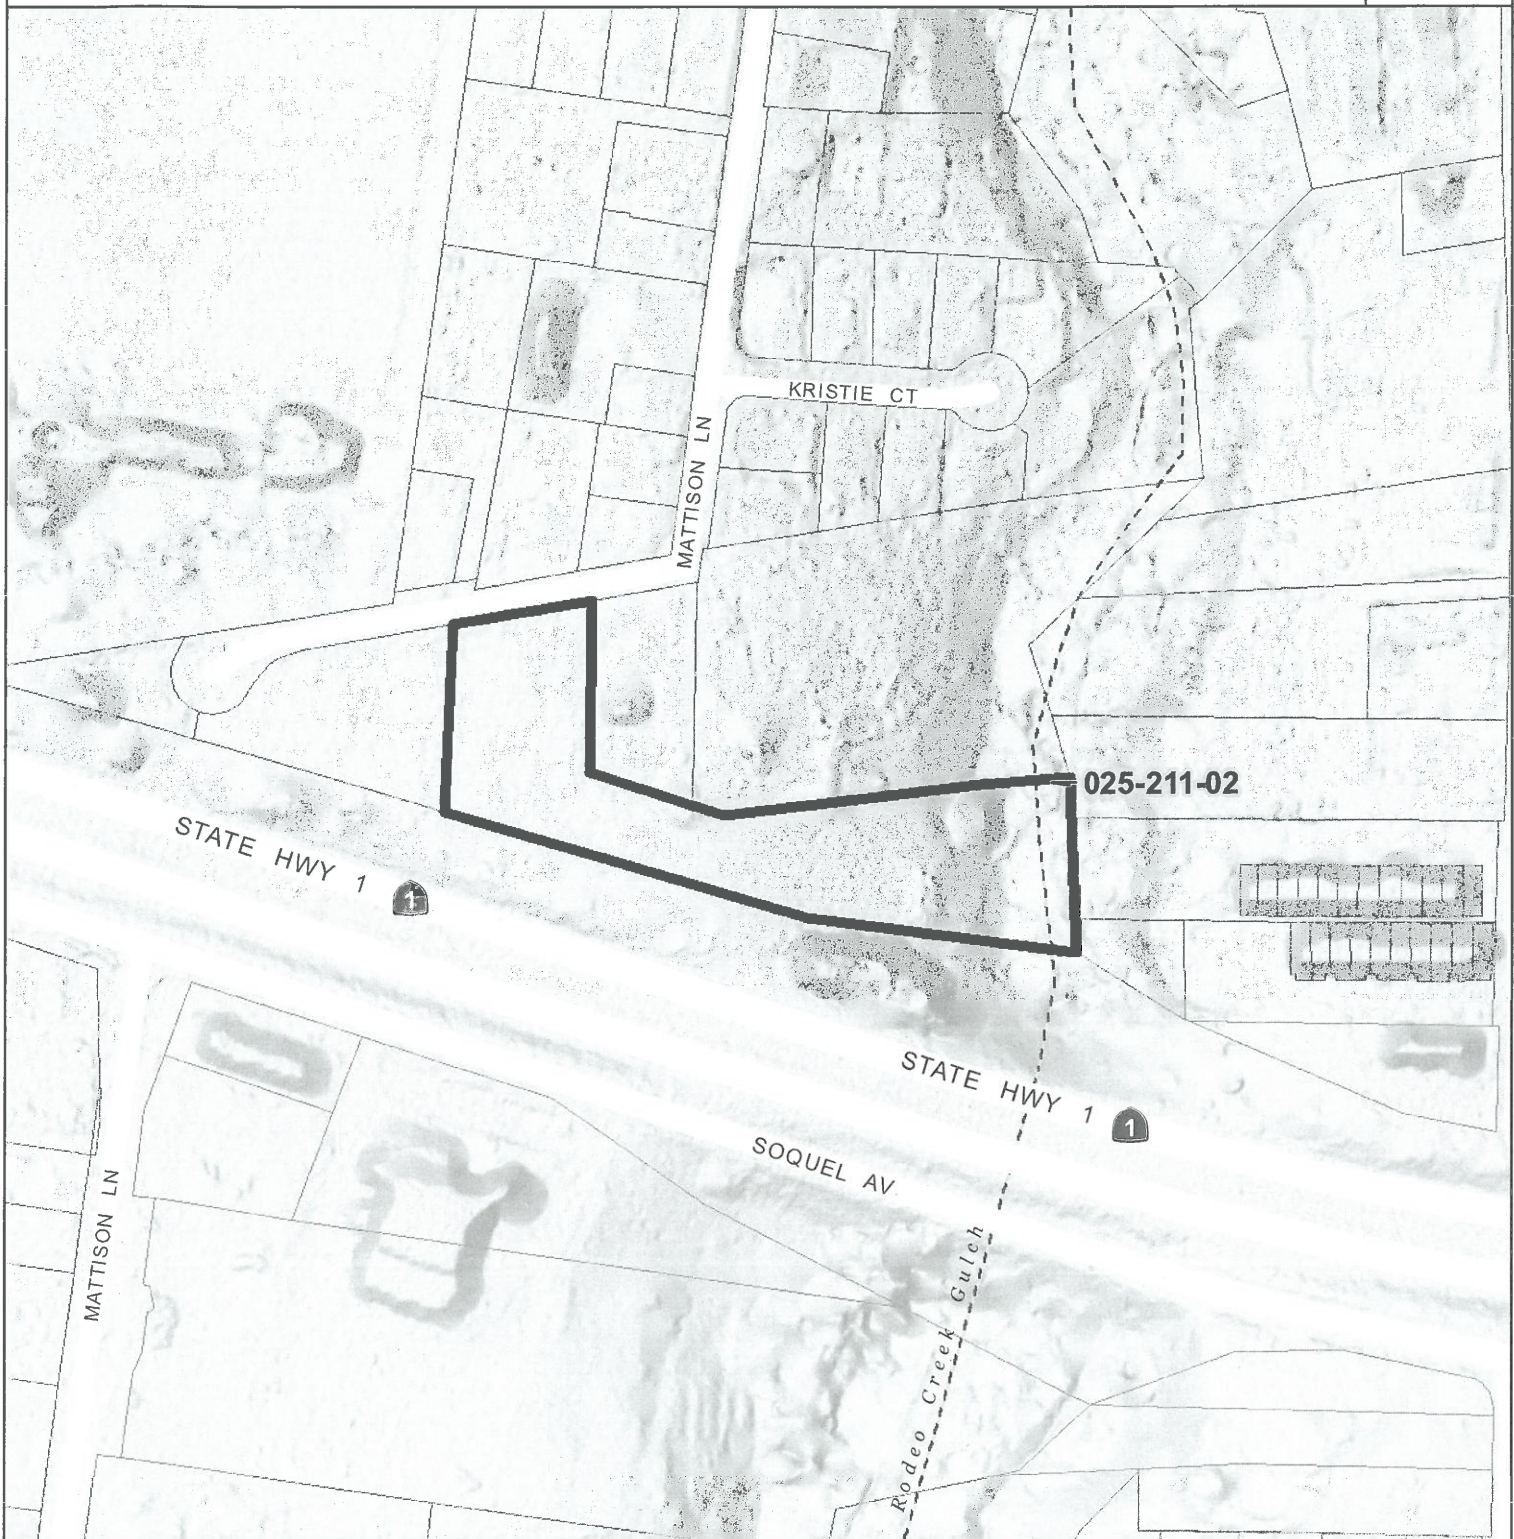 KRISTIE CT
MATTISON LN
025-211-02
STATE HWY 1
1
STATE HWY 1
1
SOQUEL AV
MATTISON LN
Rodeo Creek Gulch